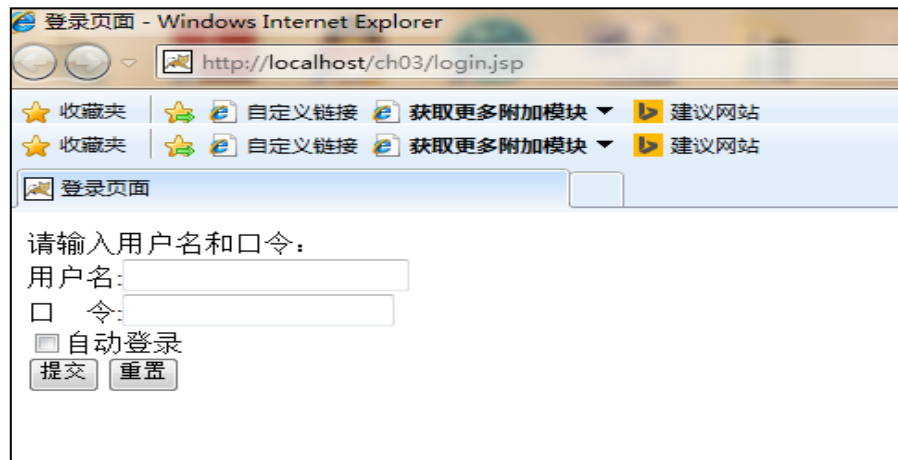 登录页面 - Windows Internet Explorer
http://localhost/ch03/login.jsp
收藏夹 自定义链接 获取更多附加模块 建议网站
收藏夹 自定义链接 获取更多附加模块 建议网站
登录页面
请输入用户名和口令：
用户名:
口 令:
自动登录
提交 重置